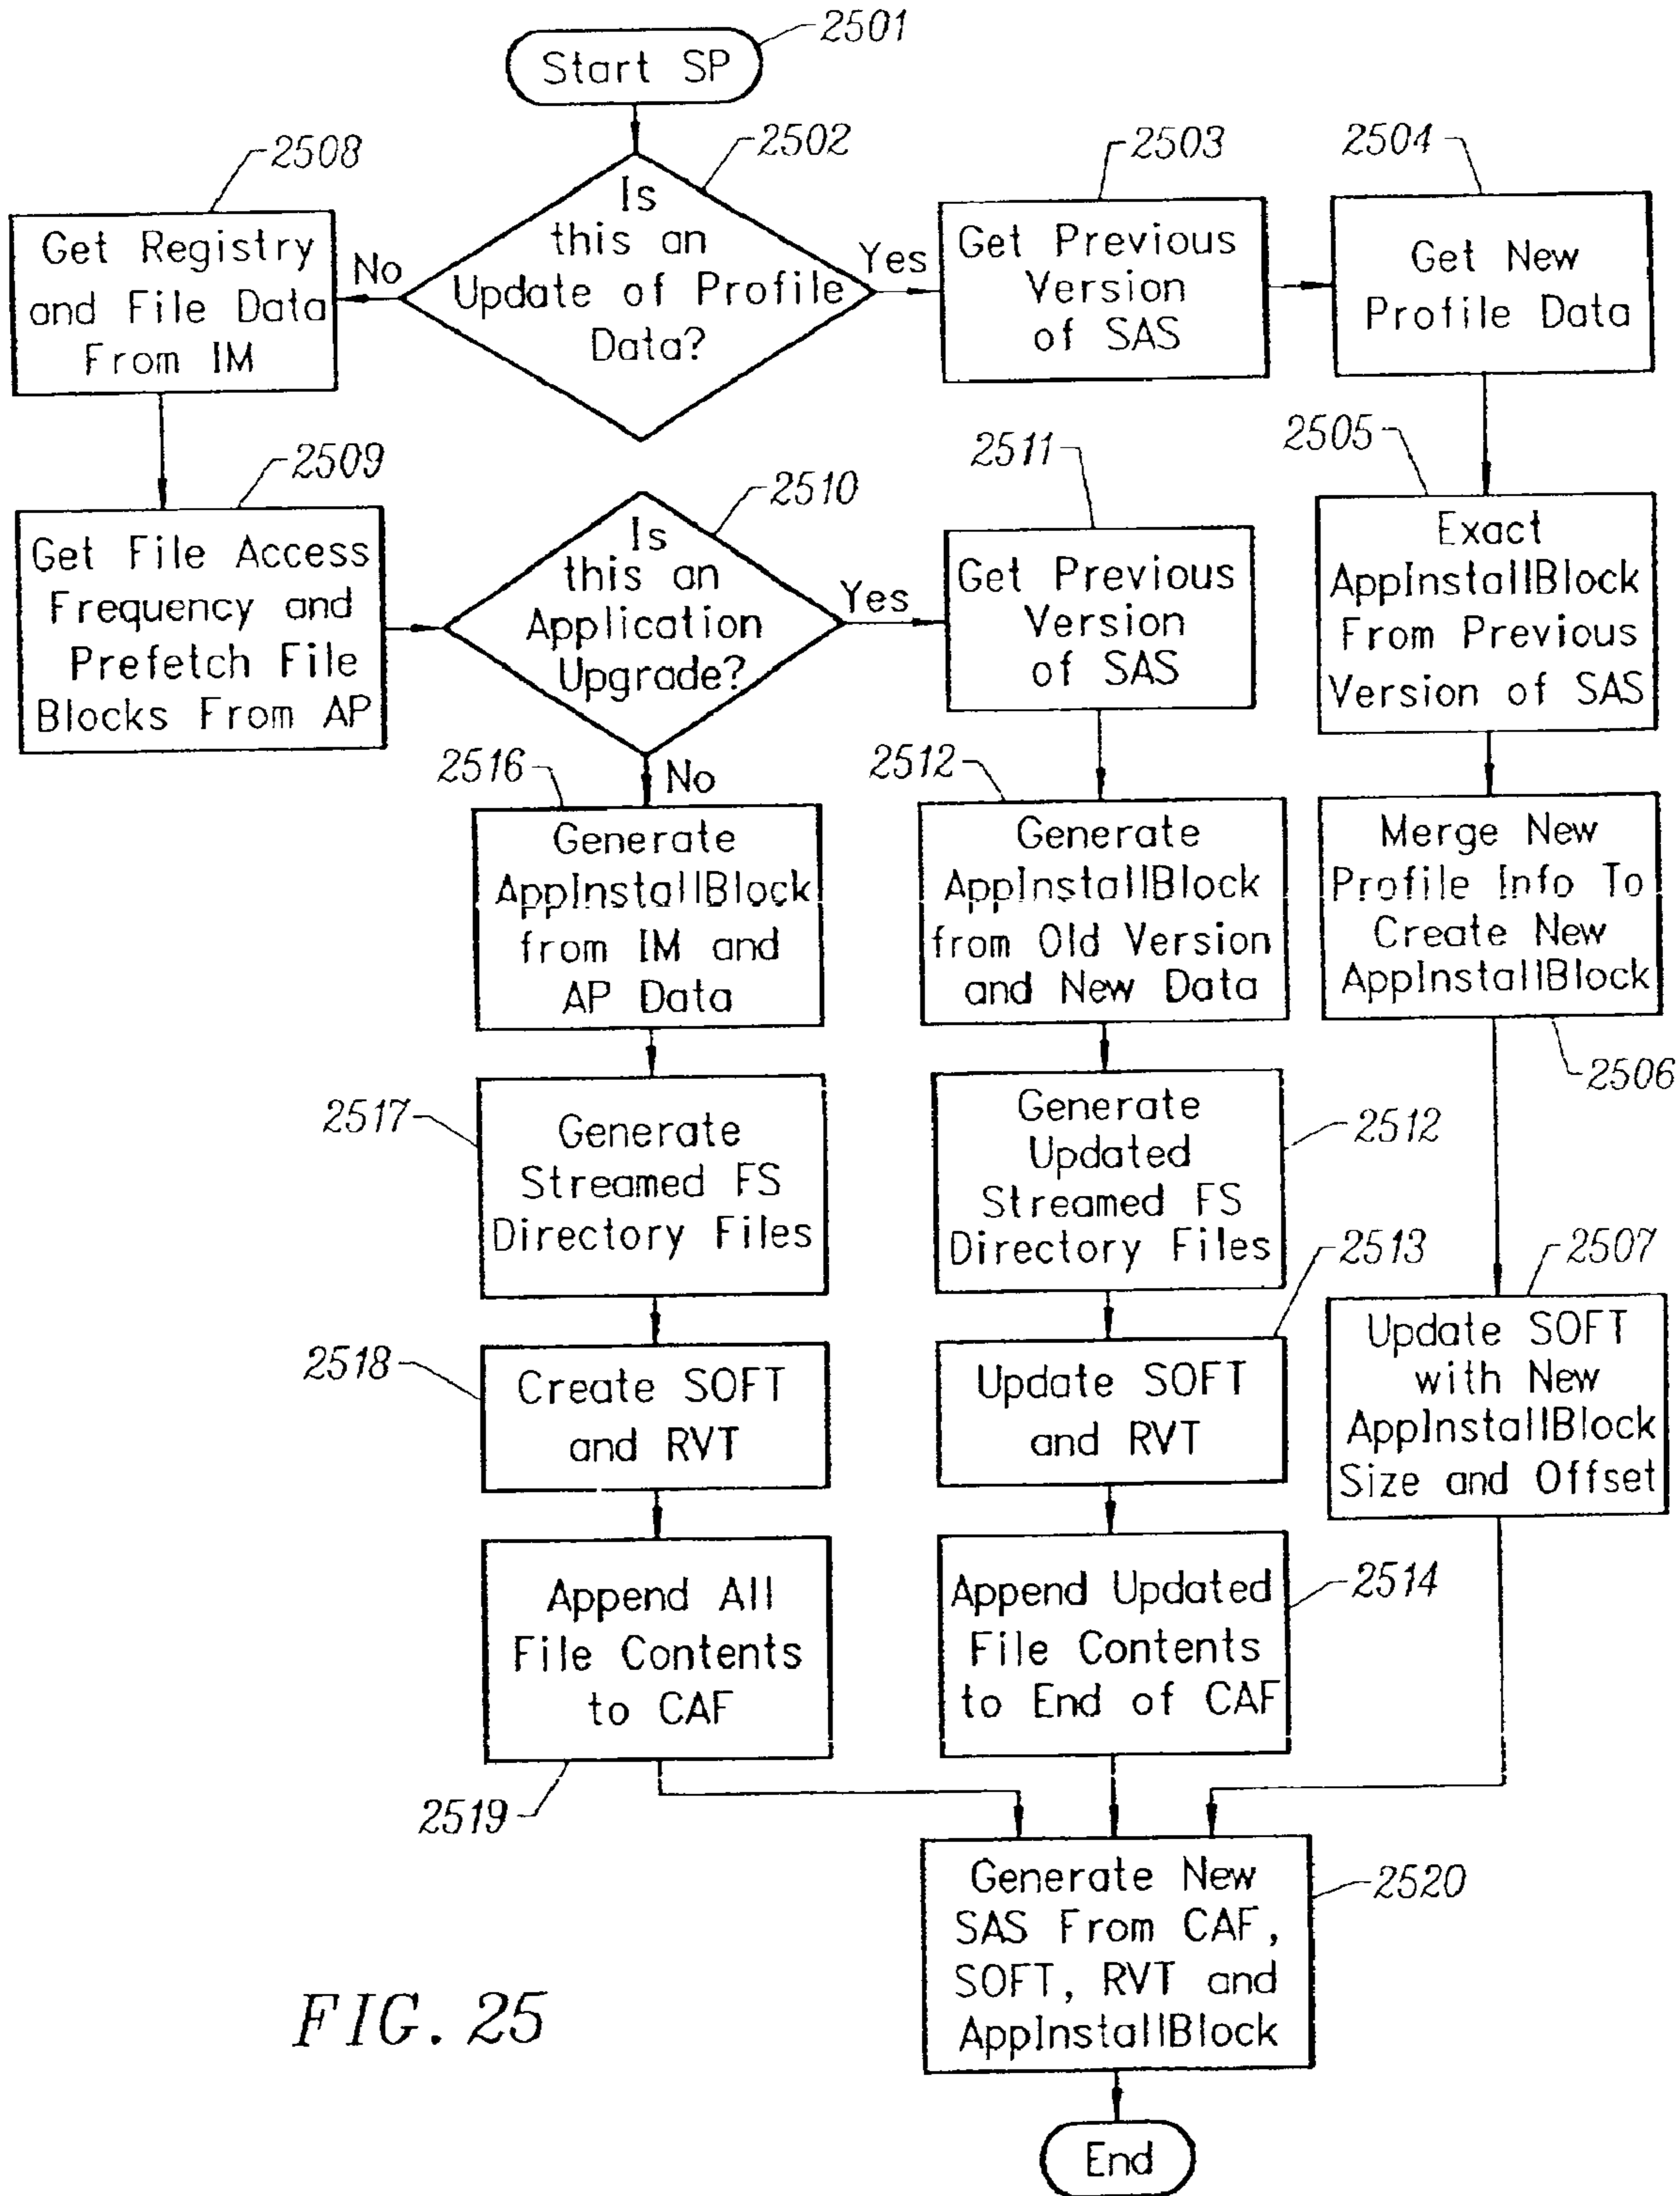 2501
Start SP
2502
Is
this an
Update of Profile
Data?
No
Yes
2508
Get Registry
and File Data
From IM
2503
Get Previous
Version
of SAS
2504
Get New
Profile Data
2509
Get File Access
Frequency and
Prefetch File
Blocks From AP
2510
Is
this an
Application
Upgrade?
Yes
No
2511
Get Previous
Version
of SAS
2505
Exact
AppInstallBlock
From Previous
Version of SAS
2516
Generate
AppInstallBlock
from IM and
AP Data
2512
Generate
AppInstallBlock
from Old Version
and New Data
Merge New
Profile Info To
Create New
AppInstallBlock
2506
2517
Generate
Streamed FS
Directory Files
Generate
Updated
Streamed FS
Directory Files
2512
2518
Create SOFT
and RVT
2513
Update SOFT
and RVT
2507
Update SOFT
with New
AppInstallBlock
Size and Offset
Append All
File Contents
to CAF
2519
Append Updated
File Contents
to End of CAF
2514
Generate New
SAS From CAF,
SOFT, RVT and
AppInstallBlock
2520
End
FIG. 25